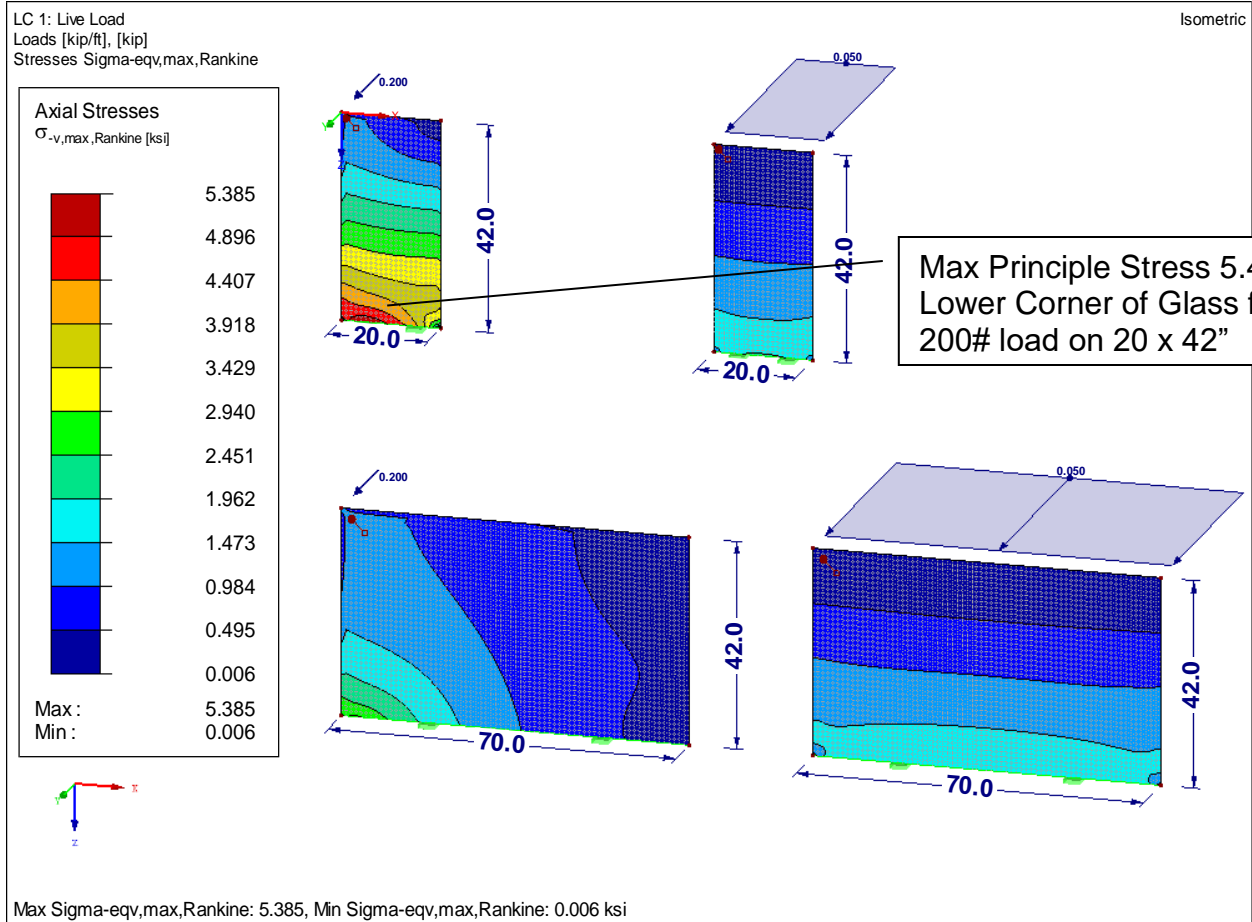 LC 1: Live Load
Isometric
Loads [kip/ft], [kip]
Stresses Sigma-eqv,max,Rankine
Axial Stresses
σ-v,max,Rankine [ksi]
5.385
4.896
4.407
3.918
3.429
2.940
2.451
1.962
1.473
0.984
0.495
0.006
Max : 5.385
Min : 0.006
0.200
X
Y
Z
42.0
20.0
0.050
42.0
20.0
Max Principle Stress 5.4
Lower Corner of Glass f
200# load on 20 x 42”
0.200
42.0
70.0
0.050
42.0
70.0
X
Y
Z
Max Sigma-eqv,max,Rankine: 5.385, Min Sigma-eqv,max,Rankine: 0.006 ksi